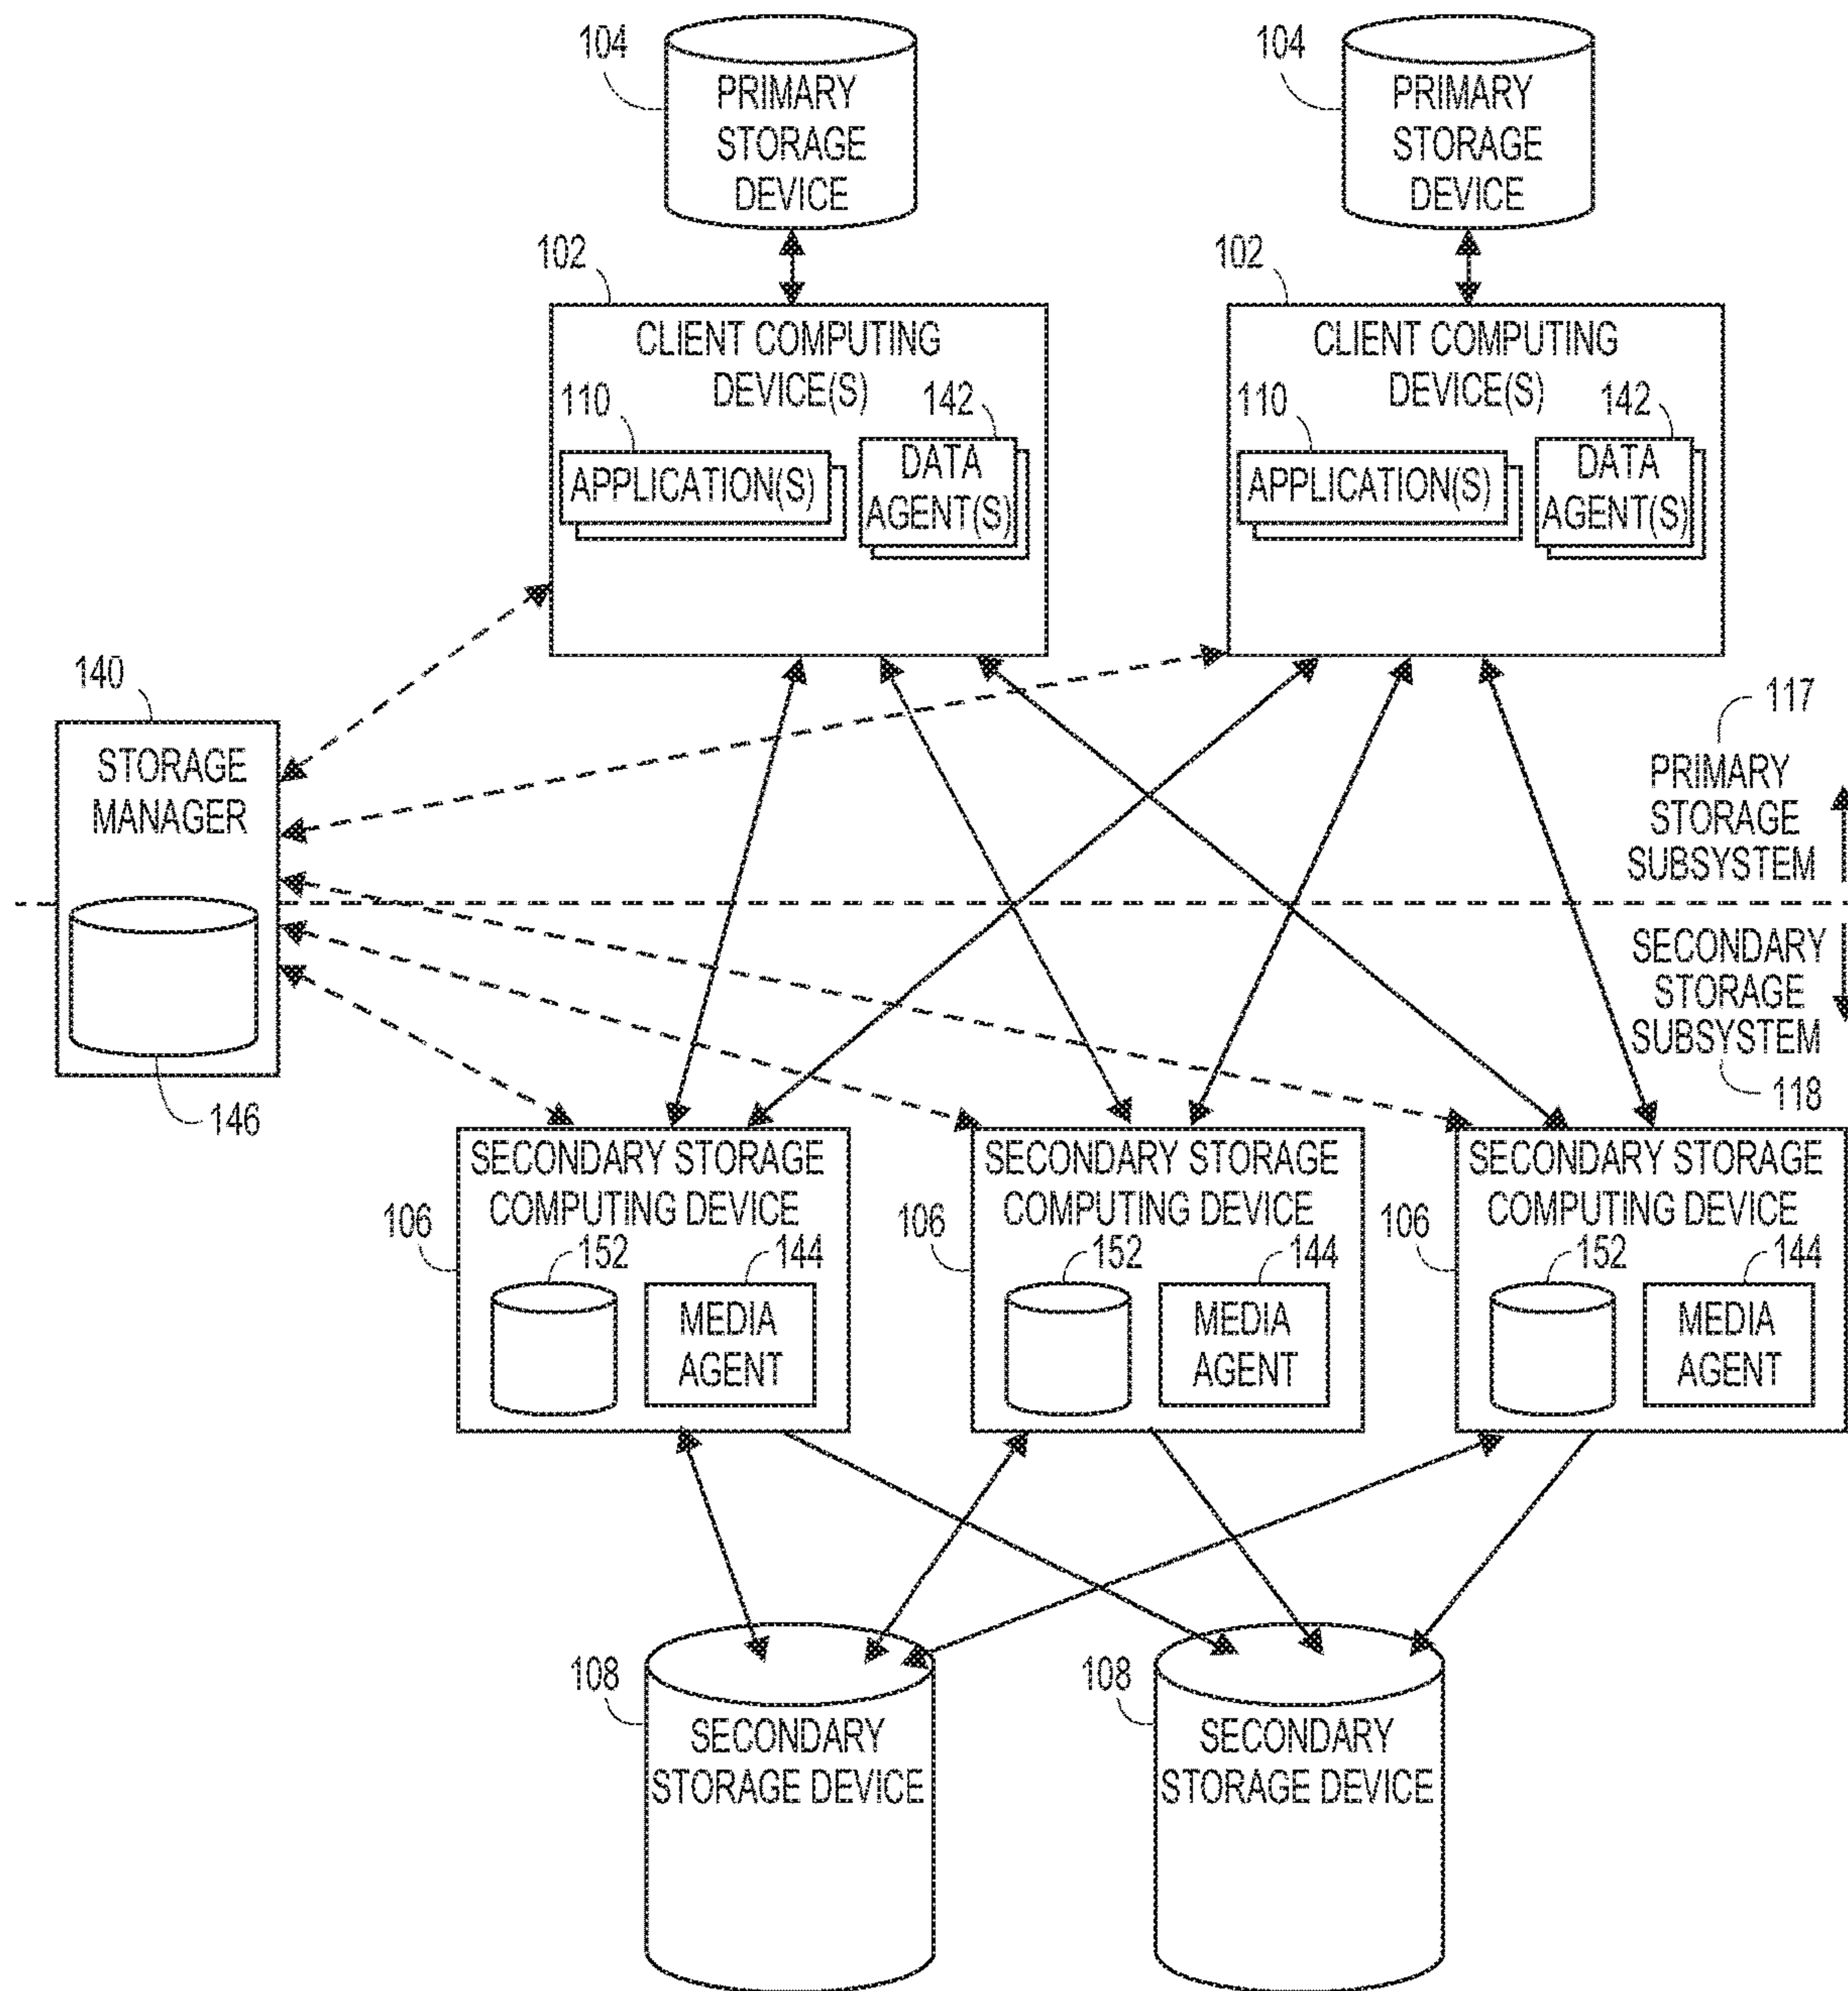 104
PRIMARY
STORAGE
DEVICE
104
PRIMARY
STORAGE
DEVICE
102
CLIENT COMPUTING
DEVICE(S)
110
142
APPLICATION(S)
DATA
AGENT(S)
102
CLIENT COMPUTING
DEVICE(S)
110
142
APPLICATION(S)
DATA
AGENT(S)
140
STORAGE
MANAGER
146
117
PRIMARY
STORAGE
SUBSYSTEM
SECONDARY
STORAGE
SUBSYSTEM
118
106
SECONDARY STORAGE
COMPUTING DEVICE
152
144
MEDIA
AGENT
106
SECONDARY STORAGE
COMPUTING DEVICE
152
144
MEDIA
AGENT
106
SECONDARY STORAGE
COMPUTING DEVICE
152
144
MEDIA
AGENT
108
SECONDARY
STORAGE DEVICE
108
SECONDARY
STORAGE DEVICE